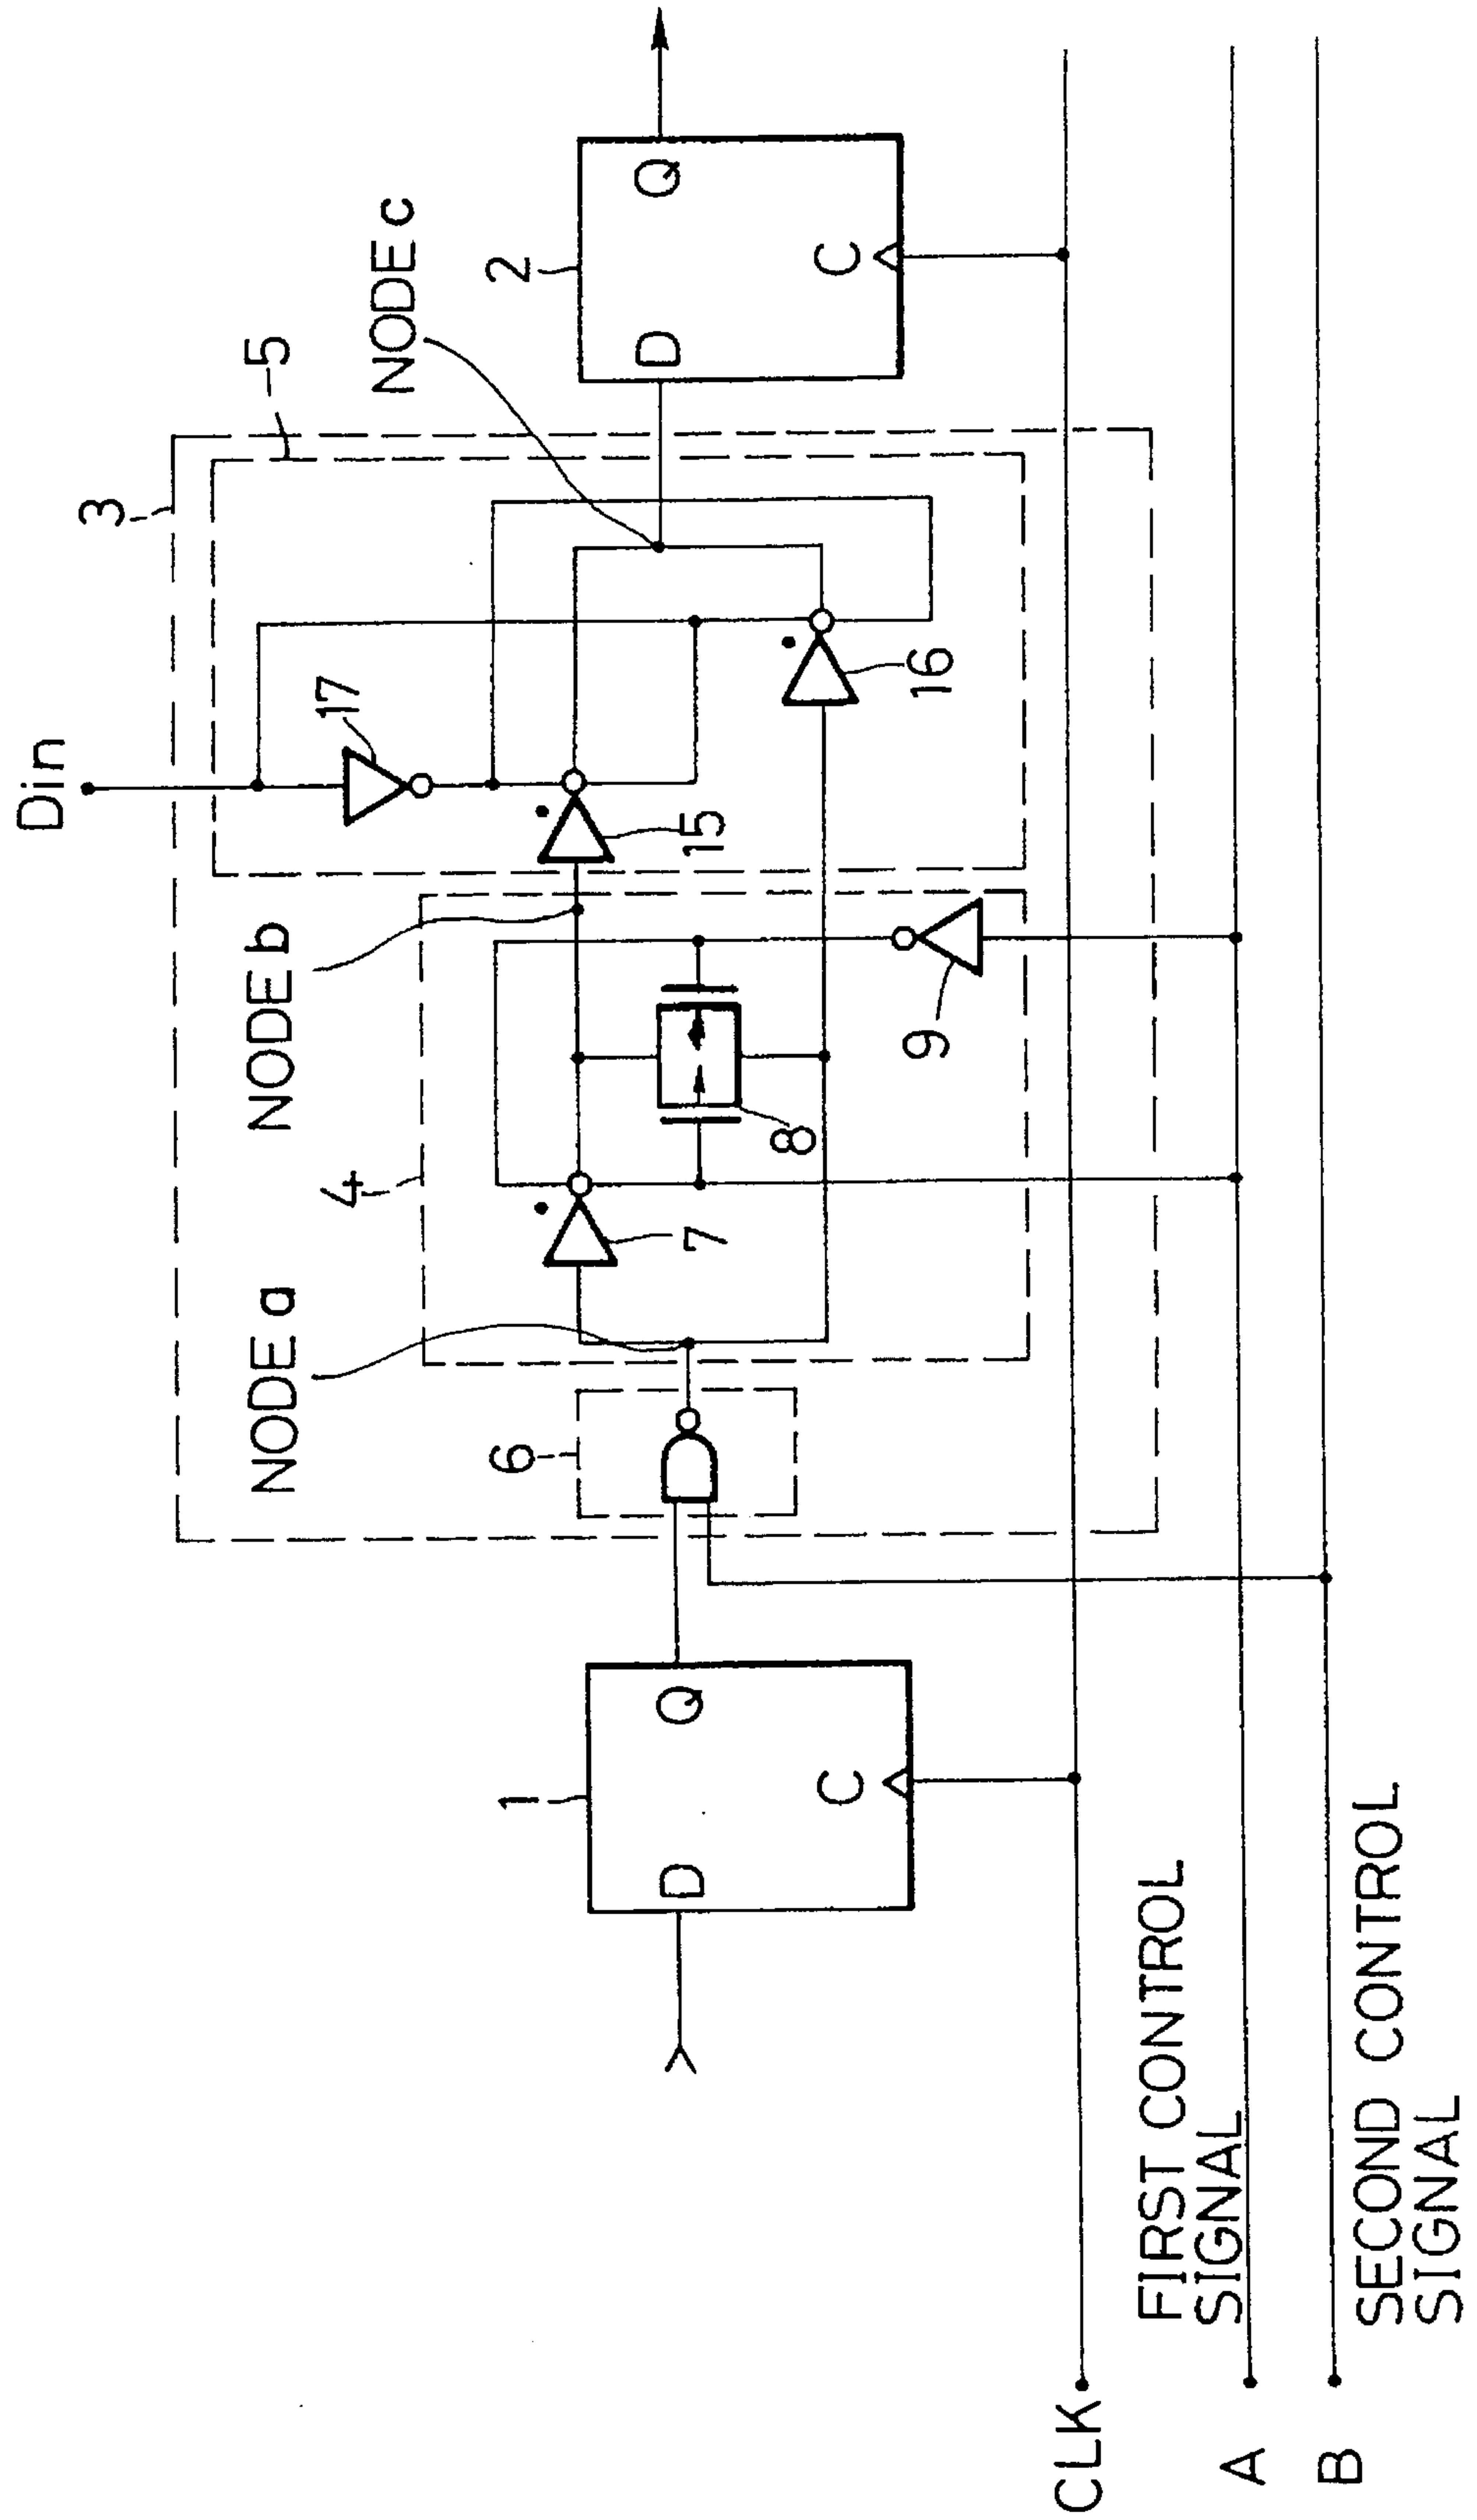 Din
3
5
NODE a
NODE b
NODE c
17
4
15
16
6
7
8
9
1
D
Q
C
2
D
Q
C
CLK
FIRST CONTROL
SIGNAL
A
B
SECOND CONTROL
SIGNAL